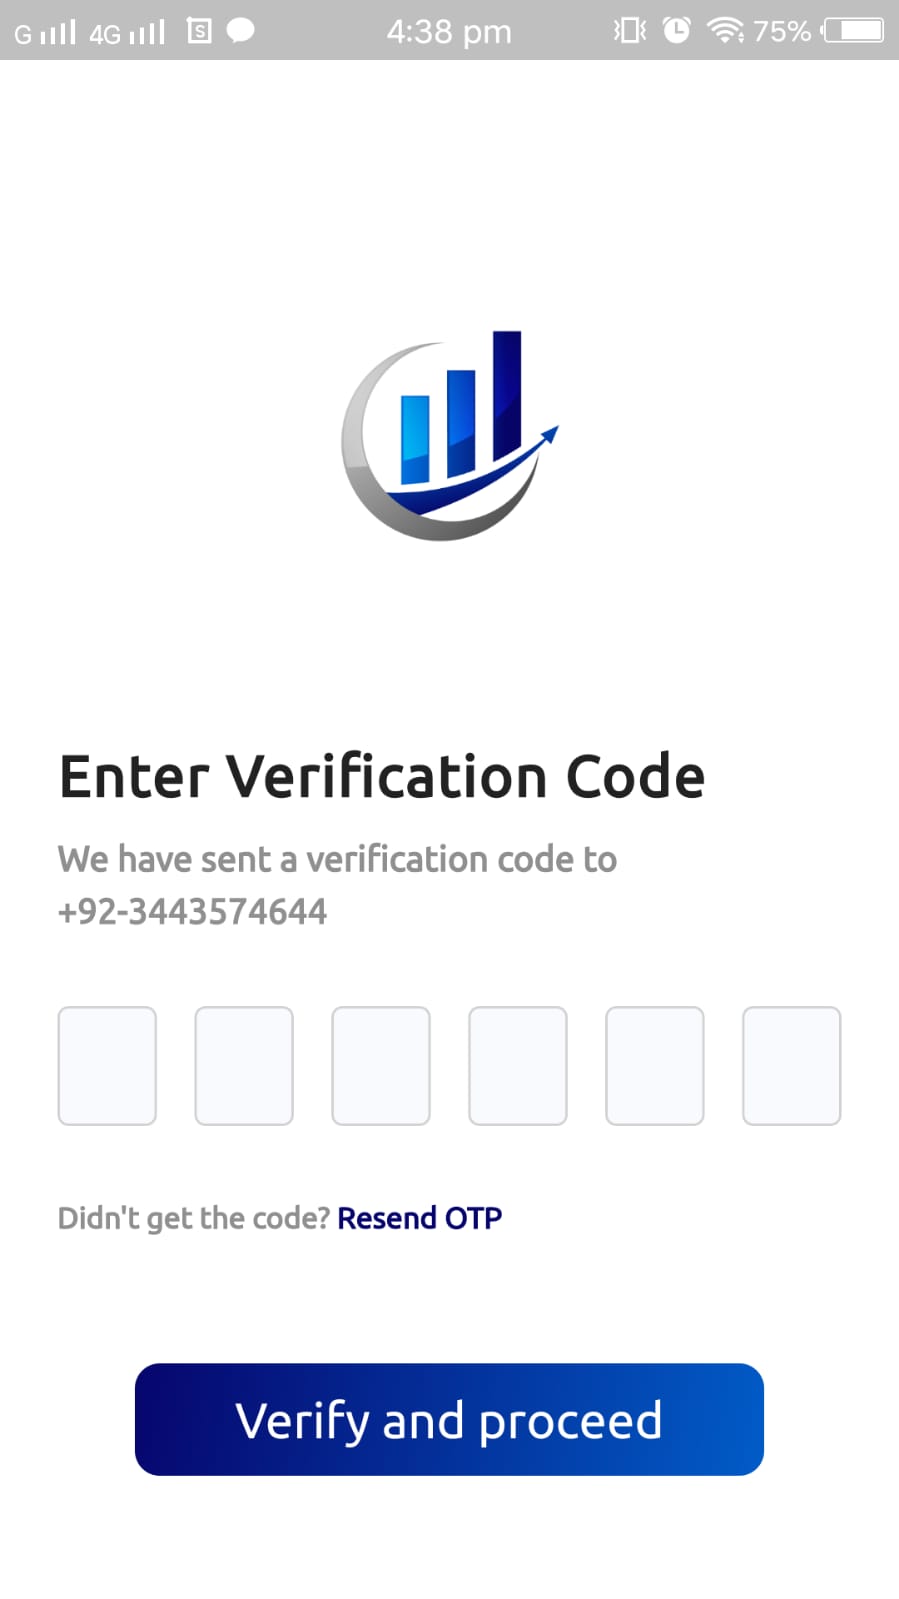 G 4G S 4:38 pm 75%
Enter Verification Code
We have sent a verification code to
+92-3443574644
Didn't get the code? Resend OTP
Verify and proceed